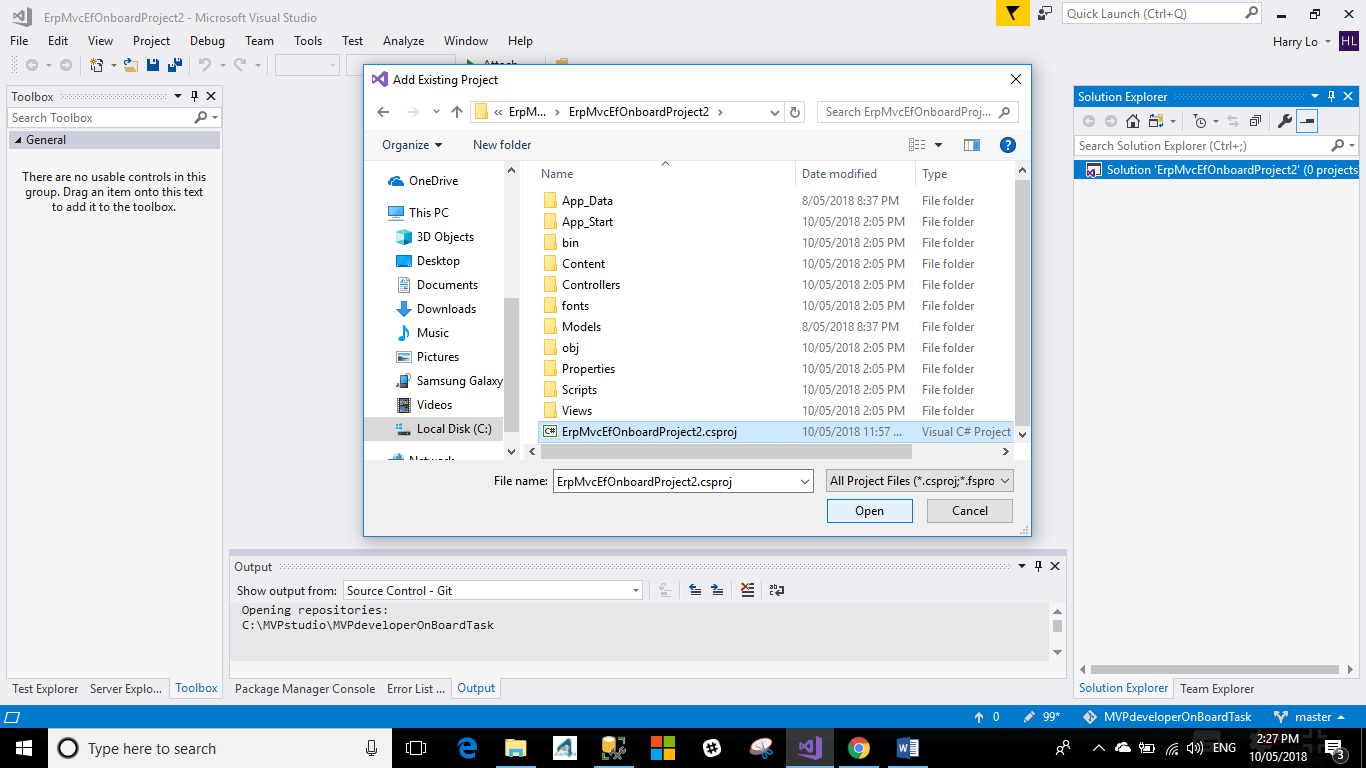 ErpMvcEfOnboardProject2 - Microsoft Visual Studio
Quick Launch (Ctrl+Q)
File Edit View Project Debug Team Tools Test Analyze Window Help
Harry Lo HL
Attach...
Toolbox
Search Toolbox
General
There are no usable controls in this
group. Drag an item onto this text
to add it to the toolbox.
Test Explorer Server Explo... Toolbox
Add Existing Project
« ErpM... › ErpMvcEfOnboardProject2 ›
Search ErpMvcEfOnboardProj...
Organize New folder
OneDrive
This PC
3D Objects
Desktop
Documents
Downloads
Music
Pictures
Samsung Galaxy
Videos
Local Disk (C:)
Network
Name Date modified Type
App_Data 8/05/2018 8:37 PM File folder
App_Start 10/05/2018 2:05 PM File folder
bin 10/05/2018 2:05 PM File folder
Content 10/05/2018 2:05 PM File folder
Controllers 10/05/2018 2:05 PM File folder
fonts 10/05/2018 2:05 PM File folder
Models 8/05/2018 8:37 PM File folder
obj 10/05/2018 2:05 PM File folder
Properties 10/05/2018 2:05 PM File folder
Scripts 10/05/2018 2:05 PM File folder
Views 10/05/2018 2:05 PM File folder
C# ErpMvcEfOnboardProject2.csproj 10/05/2018 11:57 ... Visual C# Project
File name: ErpMvcEfOnboardProject2.csproj All Project Files (*.csproj;*.fspro
Open Cancel
Output
Show output from: Source Control - Git
Opening repositories:
C:\MVPstudio\MVPdeveloperOnBoardTask
Package Manager Console Error List ... Output
Solution Explorer
Search Solution Explorer (Ctrl+;)
Solution 'ErpMvcEfOnboardProject2' (0 projects
Solution Explorer Team Explorer
0 99* MVPdeveloperOnBoardTask master
Type here to search
ENG
2:27 PM
10/05/2018
3